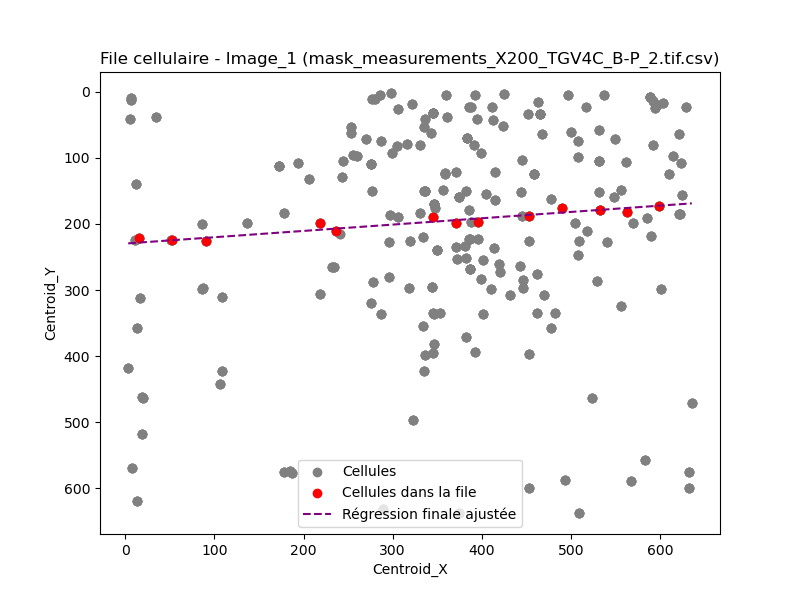 File cellulaire - Image_1 (mask_measurements_X200_TGV4C_B-P_2.tif.csv)
0
100
200
300
400
500
600
Centroid_Y
Cellules
Cellules dans la file
Régression finale ajustée
0 100 200 300 400 500 600
Centroid_X